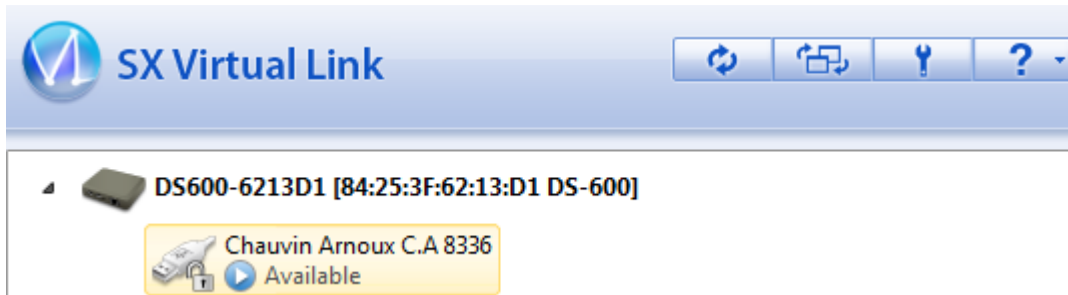 SX Virtual Link
?
DS600-6213D1 [84:25:3F:62:13:D1 DS-600]
Chauvin Arnoux C.A 8336
Available